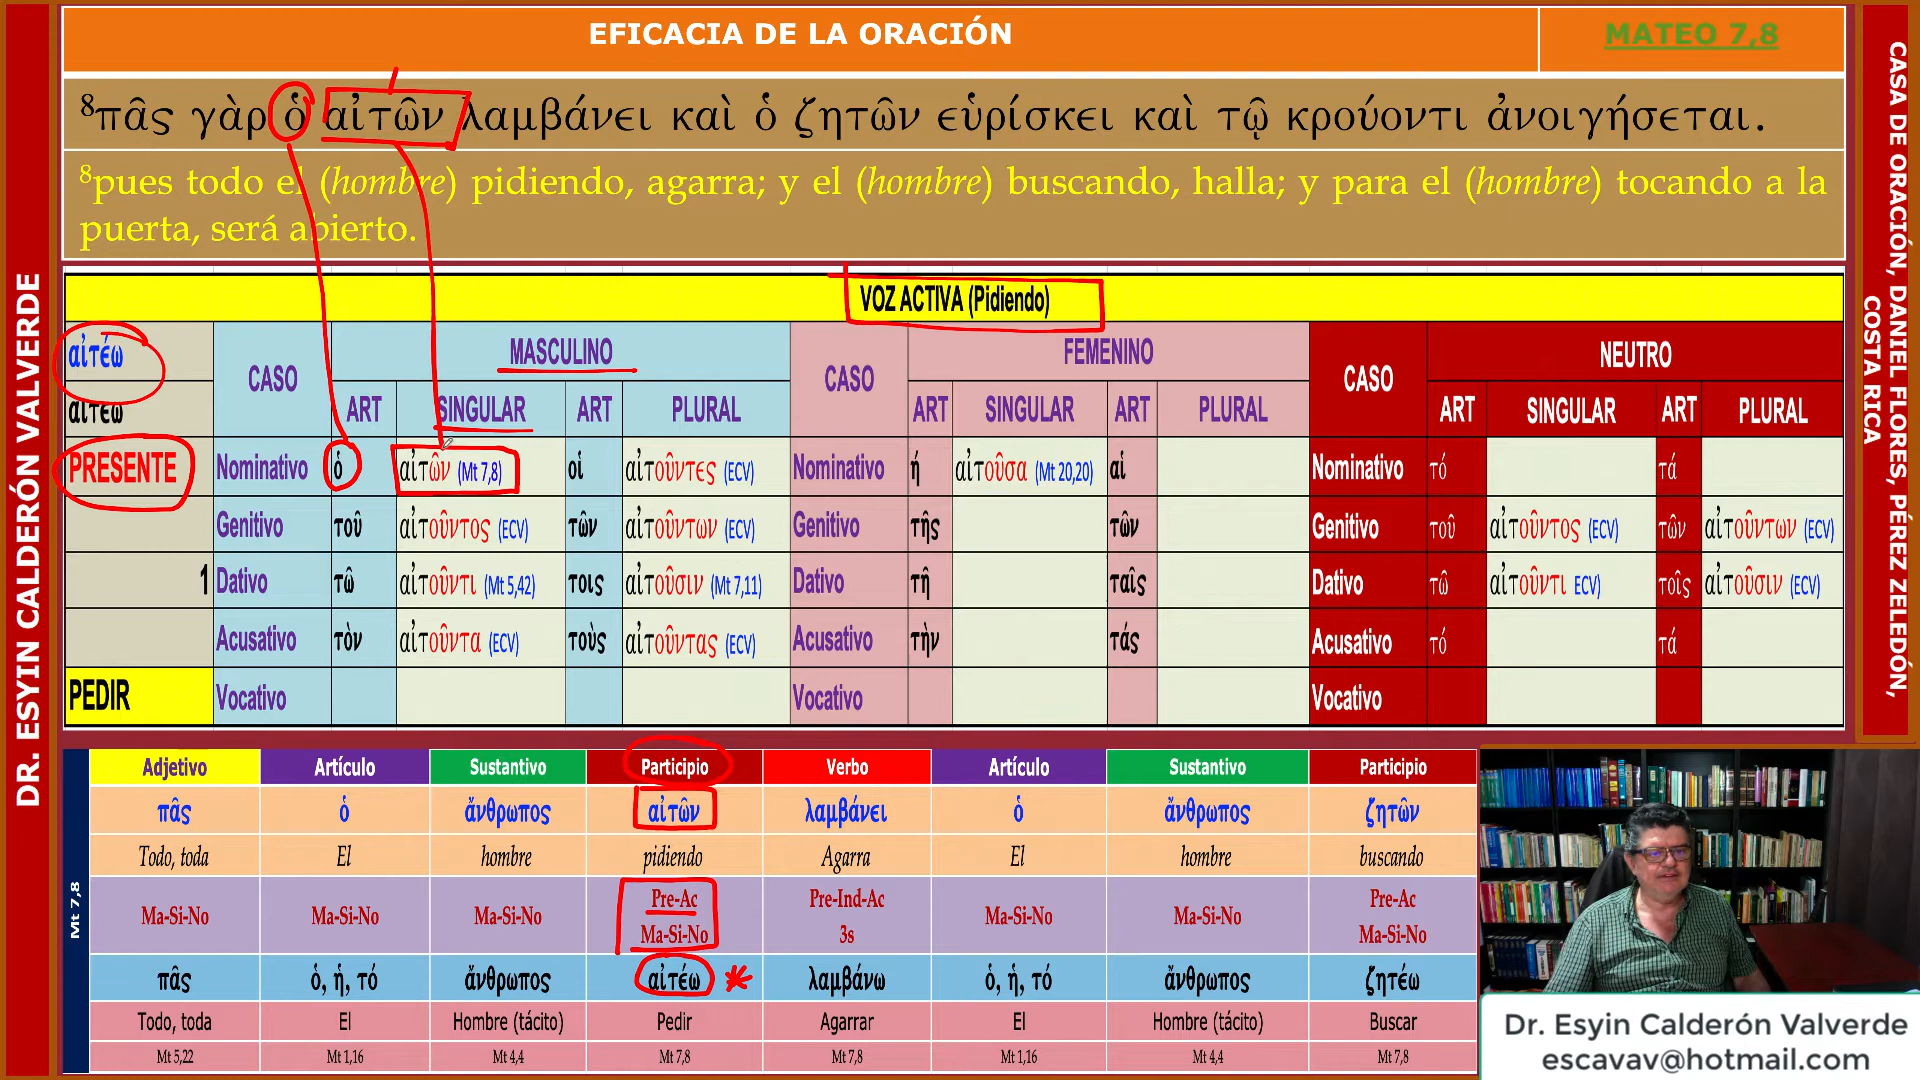 EFICACIA DE LA ORACIÓN
MATEO 7,8
⁸πᾶς γὰρ ὁ αἰτῶν λαμβάνει καὶ ὁ ζητῶν εὑρίσκει καὶ τῷ κρούοντι ἀνοιγήσεται.
⁸pues todo el (hombre) pidiendo, agarra; y el (hombre) buscando, halla; y para el (hombre) tocando a la
puerta, será abierto.
VOZ ACTIVA (Pidiendo)
αἰτέω CASO MASCULINO CASO FEMENINO CASO NEUTRO
αἰτέω ART SINGULAR ART PLURAL ART SINGULAR ART PLURAL ART SINGULAR ART PLURAL
PRESENTE Nominativo ὁ αἰτῶν (Mt 7,8) οἱ αἰτοῦντες (ECV) Nominativo ἡ αἰτοῦσα (Mt 20,20) αἱ Nominativo τό τά
Genitivo τοῦ αἰτοῦντος (ECV) τῶν αἰτοῦντων (ECV) Genitivo τῆς τῶν Genitivo τοῦ αἰτοῦντος (ECV) τῶν αἰτοῦντων (ECV)
1 Dativo τῶ αἰτοῦντι (Mt 5,42) τοις αἰτοῦσιν (Mt 7,11) Dativo τῆ ταῖς Dativo τῶ αἰτοῦντι ECV) τοῖς αἰτοῦσιν (ECV)
Acusativo τὸν αἰτοῦντα (ECV) τοὺς αἰτοῦντας (ECV) Acusativo τὴν τάς Acusativo τό τά
PEDIR Vocativo Vocativo Vocativo
Adjetivo Artículo Sustantivo Participio Verbo Artículo Sustantivo Participio
πᾶς ὁ ἄνθρωπος αἰτῶν λαμβάνει ὁ ἄνθρωπος ζητῶν
Todo, toda El hombre pidiendo Agarra El hombre buscando
Ma-Si-No Ma-Si-No Ma-Si-No Pre-Ac Ma-Si-No Pre-Ind-Ac 3s Ma-Si-No Ma-Si-No Pre-Ac Ma-Si-No
πᾶς ὁ, ἡ, τό ἄνθρωπος αἰτέω λαμβάνω ὁ, ἡ, τό ἄνθρωπος ζητέω
Todo, toda El Hombre (tácito) Pedir Agarrar El Hombre (tácito) Buscar
Mt 5,22 Mt 1,16 Mt 4,4 Mt 7,8 Mt 7,8 Mt 1,16 Mt 4,4 Mt 7,8
Mt 7,8
DR. ESYIN CALDERÓN VALVERDE
CASA DE ORACIÓN, DANIEL FLORES, PÉREZ ZELEDÓN,
COSTA RICA
Dr. Esyin Calderón Valverde
escavav@hotmail.com